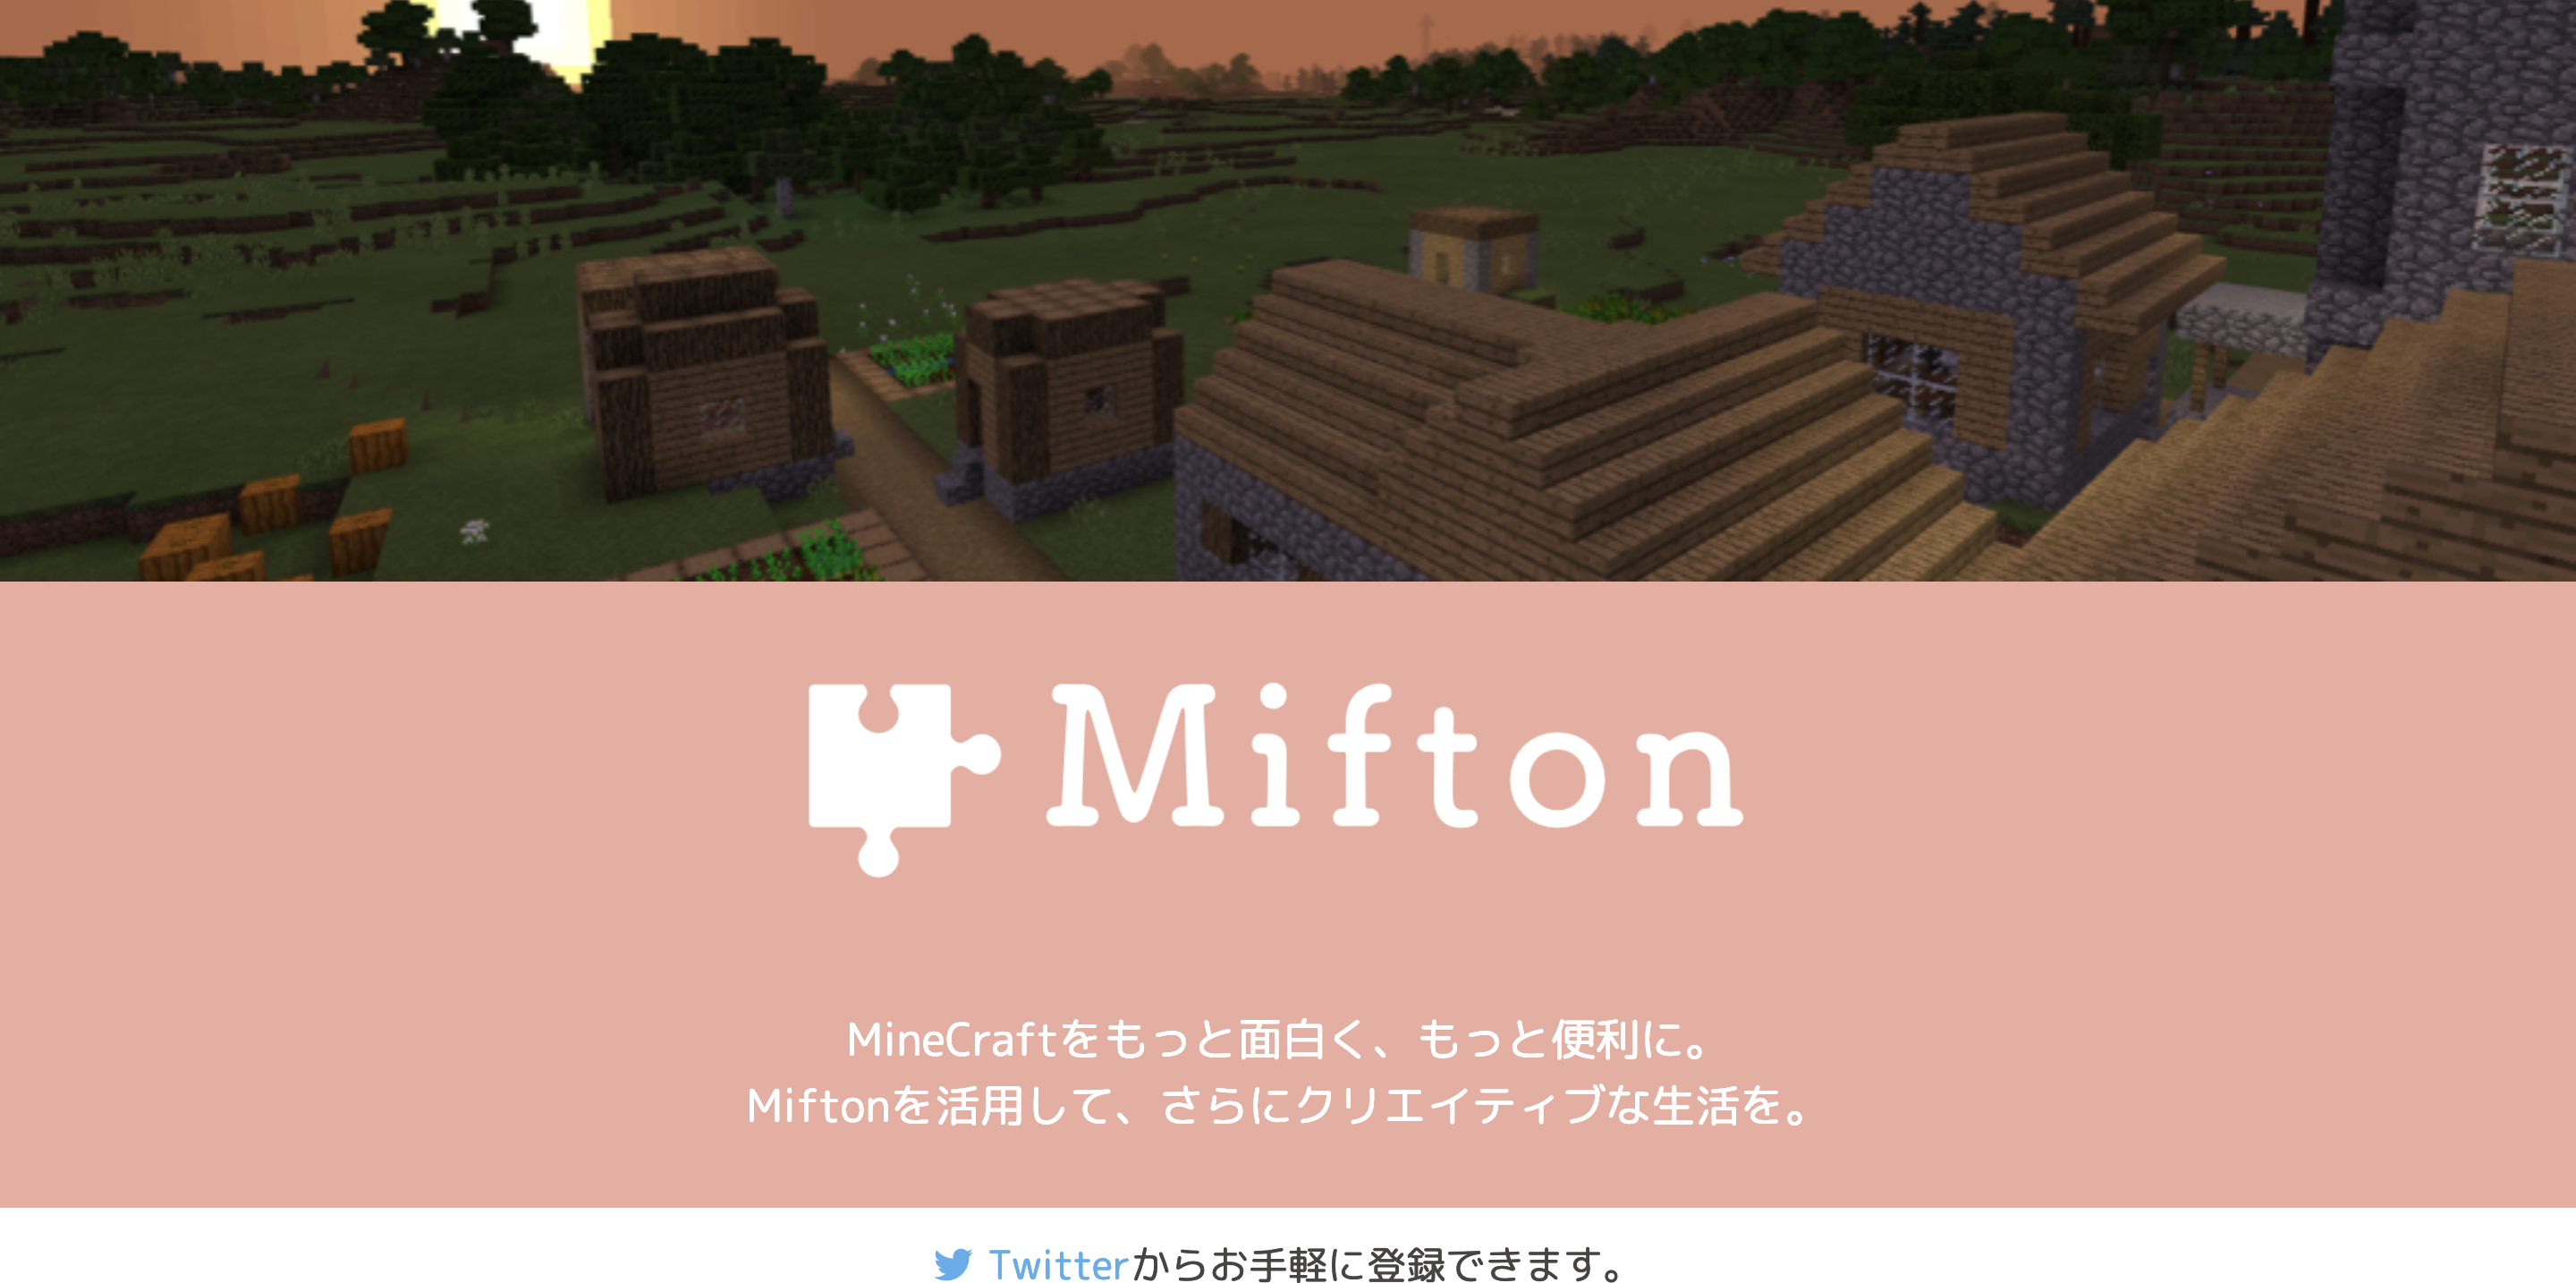 Mifton
MineCraftをもっと面白く、もっと便利に。
Miftonを活用して、さらにクリエイティブな生活を。
Twitterからお手軽に登録できます。